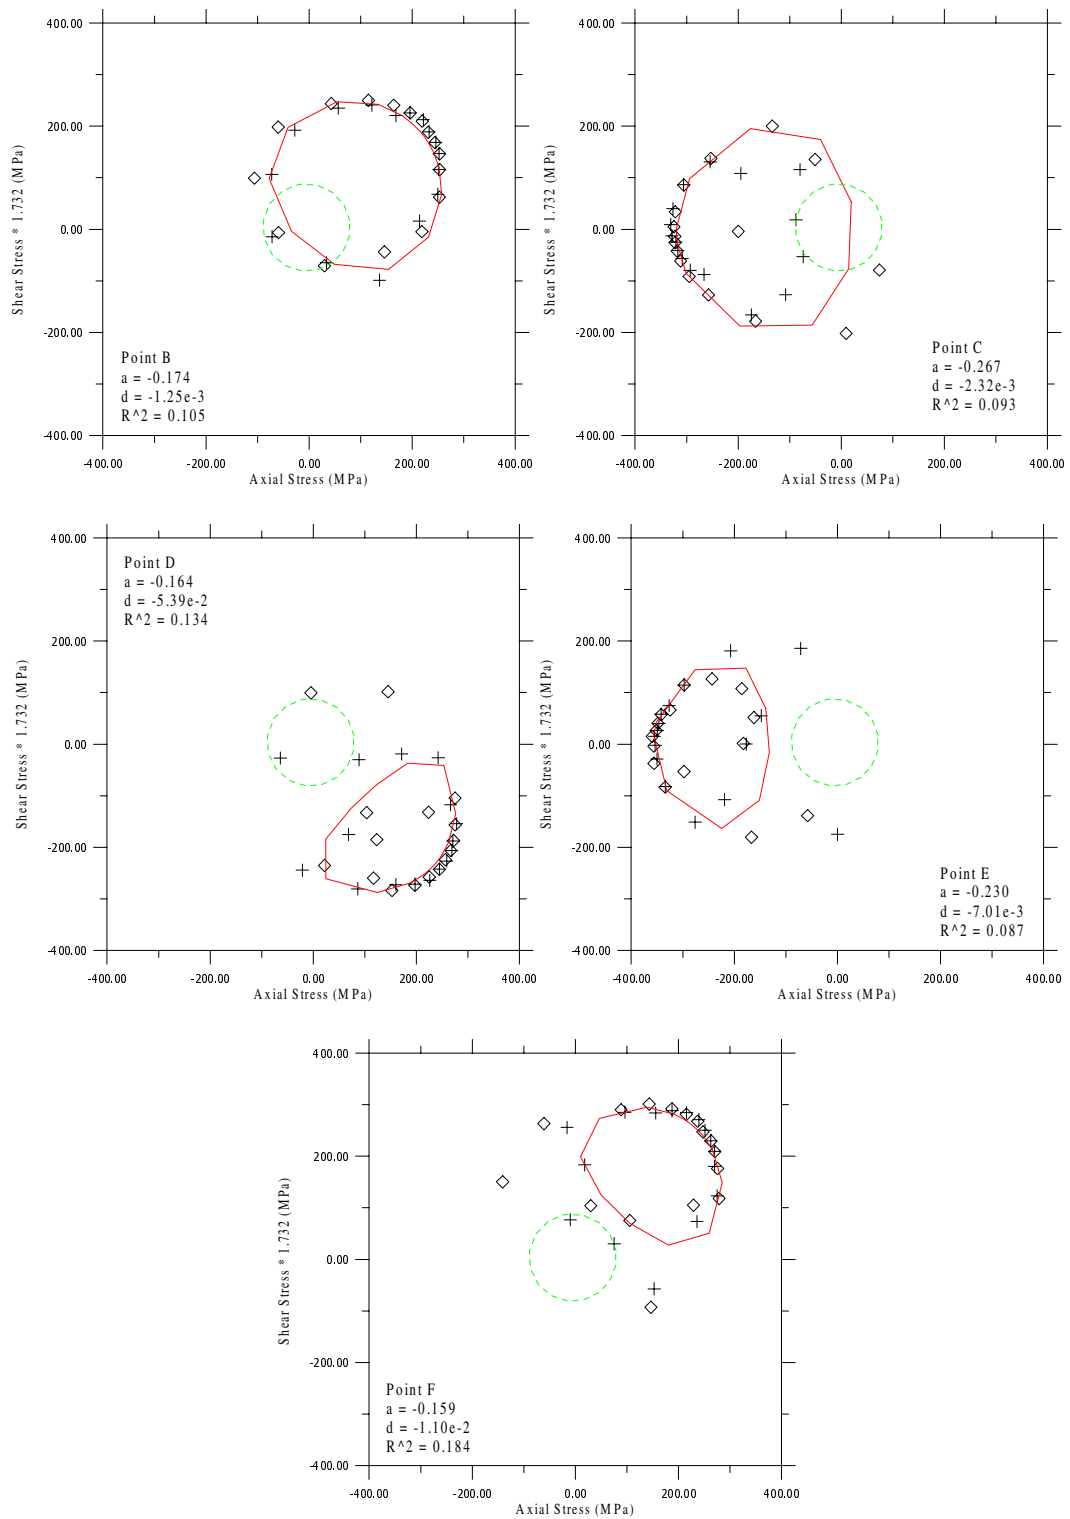 400.00
200.00
0.00
-200.00
-400.00
-400.00 -200.00 0.00 200.00 400.00
Axial Stress (MPa)
Shear Stress * 1.732 (MPa)
Point B
a = -0.174
d = -1.25e-3
R^2 = 0.105
400.00
200.00
0.00
-200.00
-400.00
-400.00 -200.00 0.00 200.00 400.00
Axial Stress (MPa)
Shear Stress * 1.732 (MPa)
Point C
a = -0.267
d = -2.32e-3
R^2 = 0.093
400.00
200.00
0.00
-200.00
-400.00
-400.00 -200.00 0.00 200.00 400.00
Axial Stress (MPa)
Shear Stress * 1.732 (MPa)
Point D
a = -0.164
d = -5.39e-2
R^2 = 0.134
400.00
200.00
0.00
-200.00
-400.00
-400.00 -200.00 0.00 200.00 400.00
Axial Stress (MPa)
Shear Stress * 1.732 (MPa)
Point E
a = -0.230
d = -7.01e-3
R^2 = 0.087
400.00
200.00
0.00
-200.00
-400.00
-400.00 -200.00 0.00 200.00 400.00
Axial Stress (MPa)
Shear Stress * 1.732 (MPa)
Point F
a = -0.159
d = -1.10e-2
R^2 = 0.184